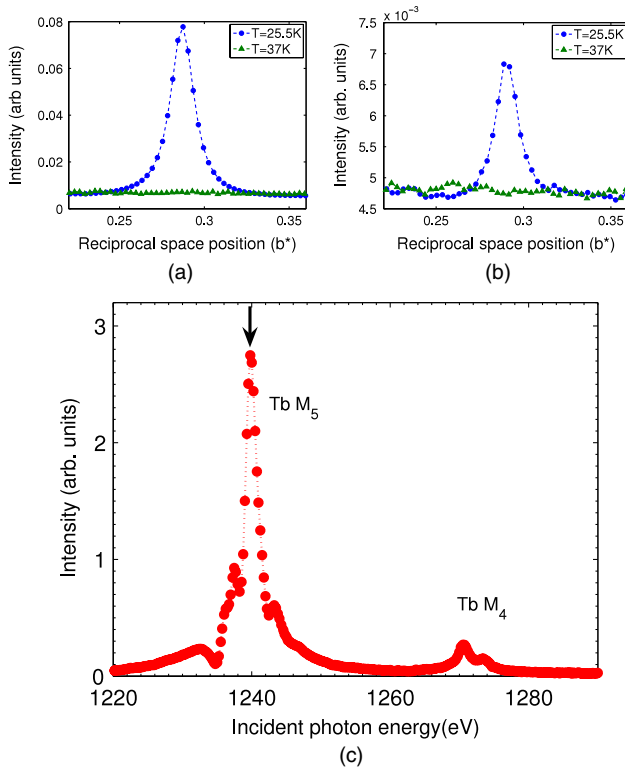 0.08
0.06
0.04
0.02
0
Intensity (arb units)
T=25.5K
T=37K
0.25 0.3 0.35
Reciprocal space position (b*)
(a)
x 10⁻³
7.5
7
6.5
6
5.5
5
4.5
Intensity (arb. units)
T=25.5K
T=37K
0.25 0.3 0.35
Reciprocal space position (b*)
(b)
3
2
1
0
Intensity (arb. units)
Tb M₅
Tb M₄
1220 1240 1260 1280
Incident photon energy(eV)
(c)